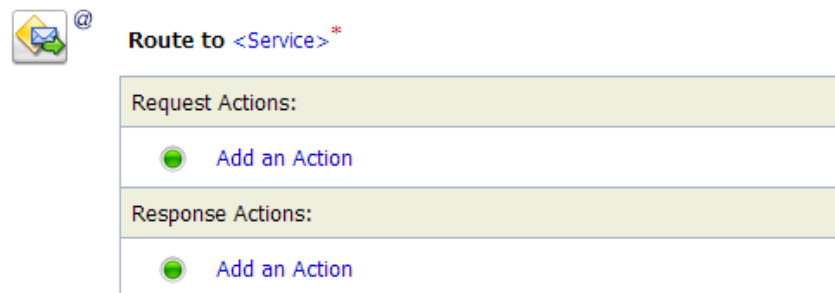 @
Route to <Service>*
Request Actions:
Add an Action
Response Actions:
Add an Action